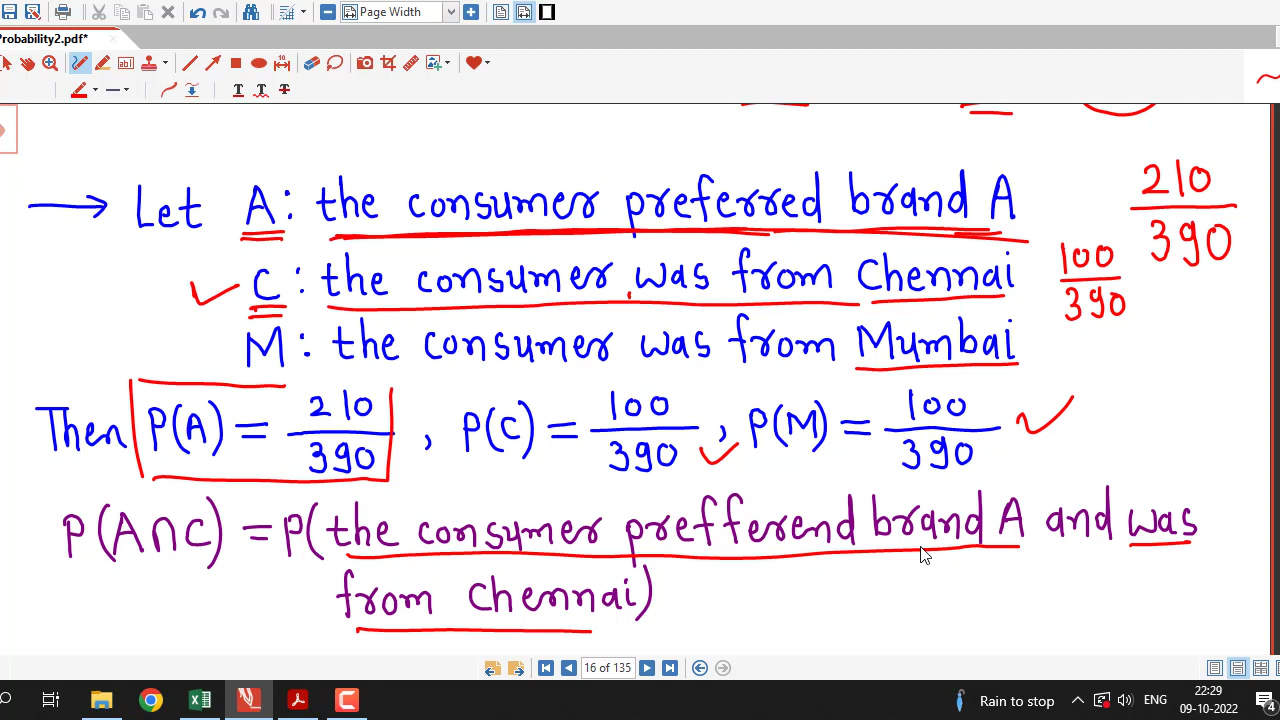 Page Width
Probability2.pdf*
→ Let A: the consumer preferred brand A
210
390
C: the consumer was from Chennai
100
390
M: the consumer was from Mumbai
Then P(A) = 210/390, P(C) = 100/390, P(M) = 100/390
P(A∩C) = P(the consumer prefferend brand A and was
from Chennai)
16 of 135
Rain to stop
ENG
22:29
09-10-2022
4